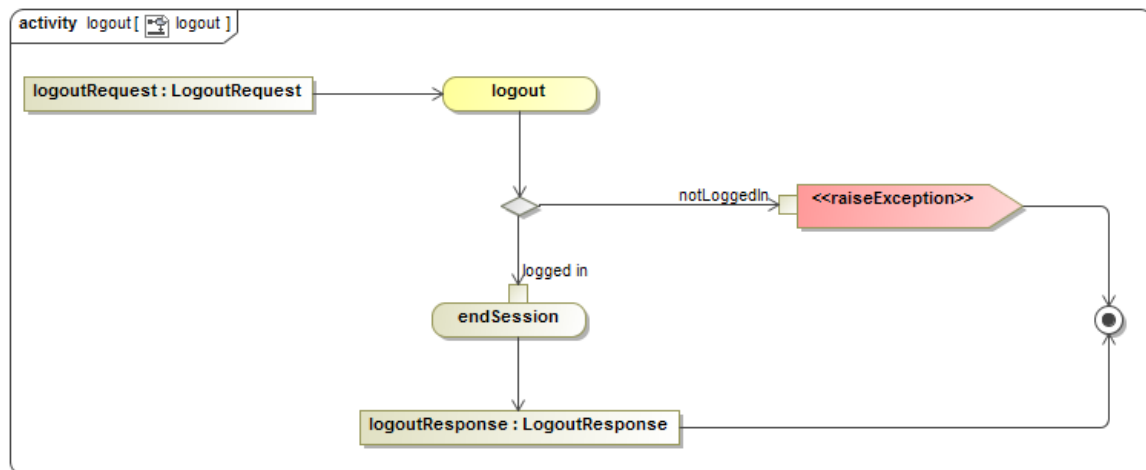 activity logout [ logout ]
logoutRequest : LogoutRequest
logout
notLoggedIn
<<raiseException>>
logged in
endSession
logoutResponse : LogoutResponse